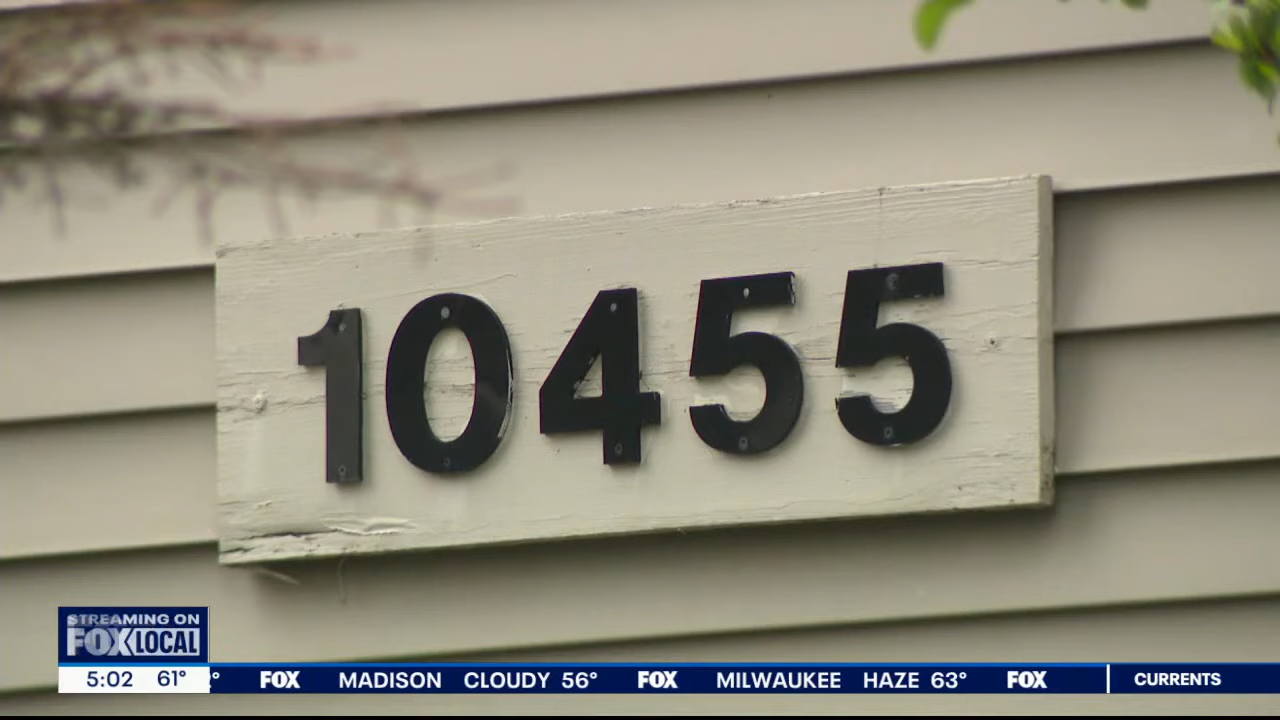 10455
STREAMING ON
FOX LOCAL
5:02 61° ° FOX MADISON CLOUDY 56° FOX MILWAUKEE HAZE 63° FOX CURRENTS